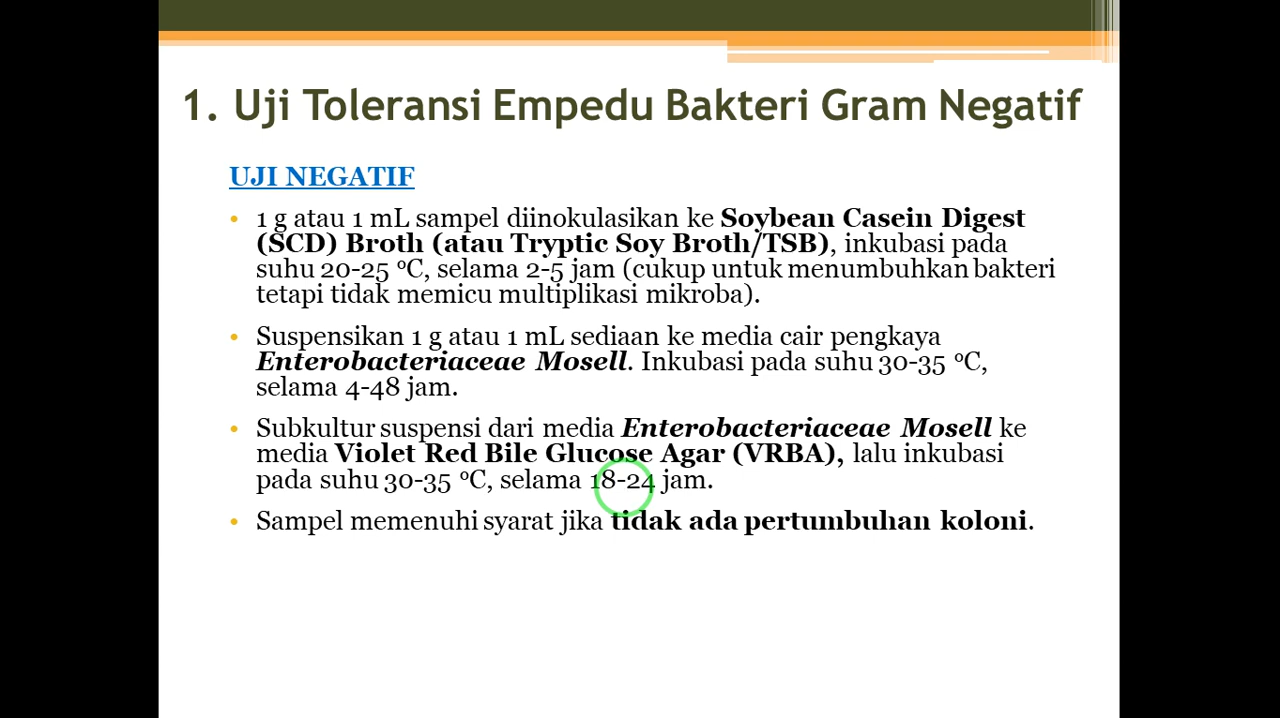 1. Uji Toleransi Empedu Bakteri Gram Negatif
UJI NEGATIF
• 1 g atau 1 mL sampel diinokulasikan ke Soybean Casein Digest
(SCD) Broth (atau Tryptic Soy Broth/TSB), inkubasi pada
suhu 20-25 °C, selama 2-5 jam (cukup untuk menumbuhkan bakteri
tetapi tidak memicu multiplikasi mikroba).
• Suspensikan 1 g atau 1 mL sediaan ke media cair pengkaya
Enterobacteriaceae Mosell. Inkubasi pada suhu 30-35 °C,
selama 4-48 jam.
• Subkultur suspensi dari media Enterobacteriaceae Mosell ke
media Violet Red Bile Glucose Agar (VRBA), lalu inkubasi
pada suhu 30-35 °C, selama 18-24 jam.
• Sampel memenuhi syarat jika tidak ada pertumbuhan koloni.